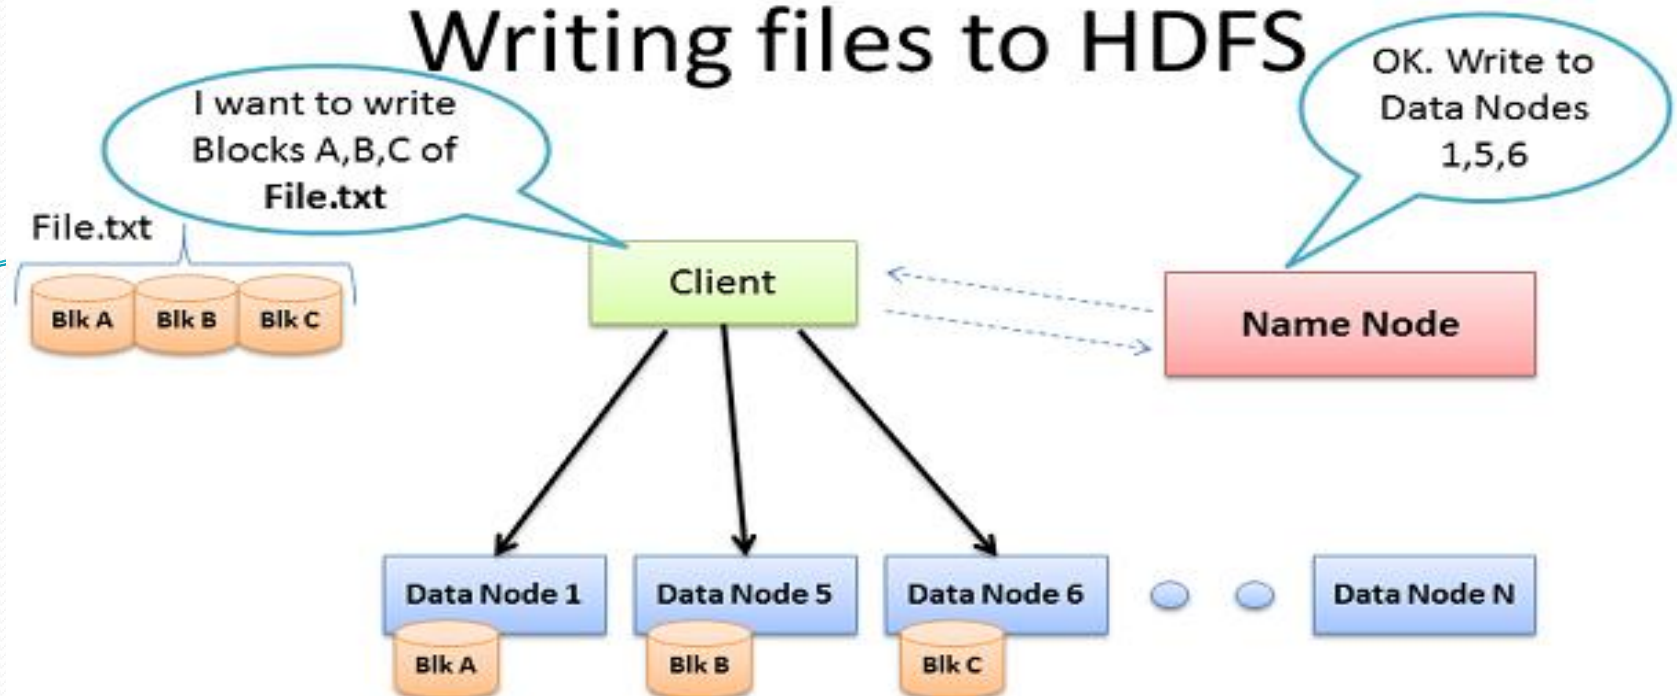 Writing files to HDFS
I want to write
Blocks A,B,C of
File.txt
OK. Write to
Data Nodes
1,5,6
File.txt
Blk A
Blk B
Blk C
Client
Name Node
Data Node 1
Data Node 5
Data Node 6
Data Node N
Blk A
Blk B
Blk C